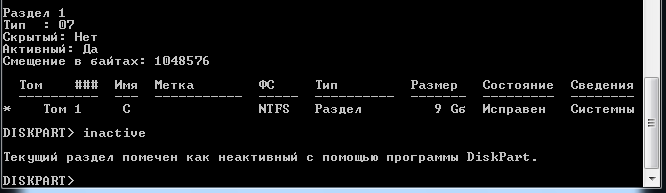 Раздел 1
Тип : 07
Скрытый: Нет
Активный: Да
Смещение в байтах: 1048576
Том ### Имя Метка ФС Тип Размер Состояние Сведения
---------- --- ----------- ----- ---------- ------- --------- --------
* Том 1 C NTFS Раздел 9 Gб Исправен Системны
DISKPART> inactive
Текущий раздел помечен как неактивный с помощью программы DiskPart.
DISKPART>